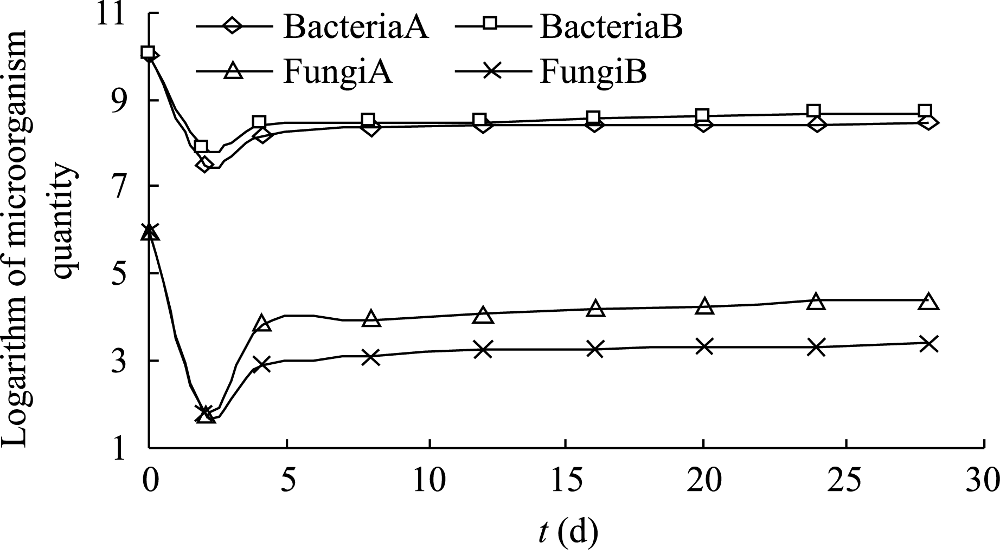 11
9
7
5
3
1
BacteriaA
BacteriaB
FungiA
FungiB
Logarithm of microorganism
quantity
0 5 10 15 20 25 30
t (d)